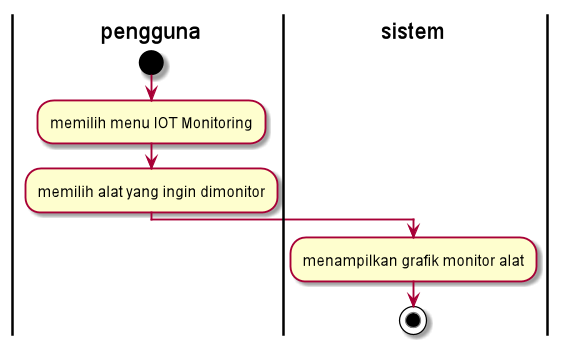 pengguna
sistem
memilih menu IOT Monitoring
memilih alat yang ingin dimonitor
menampilkan grafik monitor alat